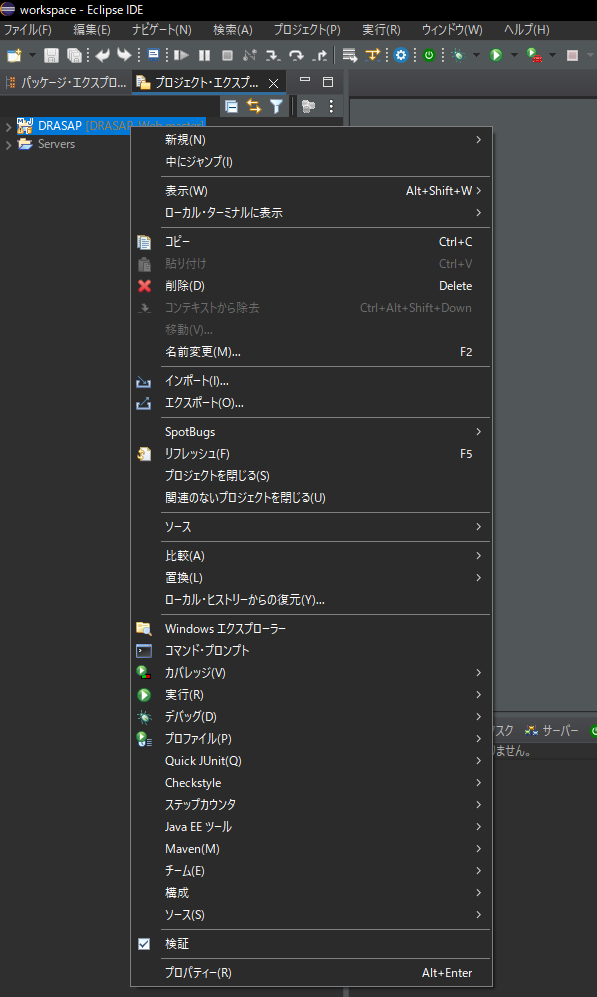 workspace - Eclipse IDE
ファイル(F) 編集(E) ナビゲート(N) 検索(A) プロジェクト(P) 実行(R) ウィンドウ(W) ヘルプ(H)
パッケージ・エクスプロ... プロジェクト・エクスプ...
DRASAP [DRASAP-Web master]
Servers
新規(N)
中にジャンプ(I)
表示(W) Alt+Shift+W
ローカル・ターミナルに表示
コピー Ctrl+C
貼り付け Ctrl+V
削除(D) Delete
コンテキストから除去 Ctrl+Alt+Shift+Down
移動(V)...
名前変更(M)... F2
インポート(I)...
エクスポート(O)...
SpotBugs
リフレッシュ(F) F5
プロジェクトを閉じる(S)
関連のないプロジェクトを閉じる(U)
ソース
比較(A)
置換(L)
ローカル・ヒストリーからの復元(Y)...
Windows エクスプローラー
コマンド・プロンプト
カバレッジ(V)
実行(R)
デバッグ(D)
プロファイル(P)
スク サーバー
りません。
Quick JUnit(Q)
Checkstyle
ステップカウンタ
Java EE ツール
Maven(M)
チーム(E)
構成
ソース(S)
検証
プロパティー(R) Alt+Enter